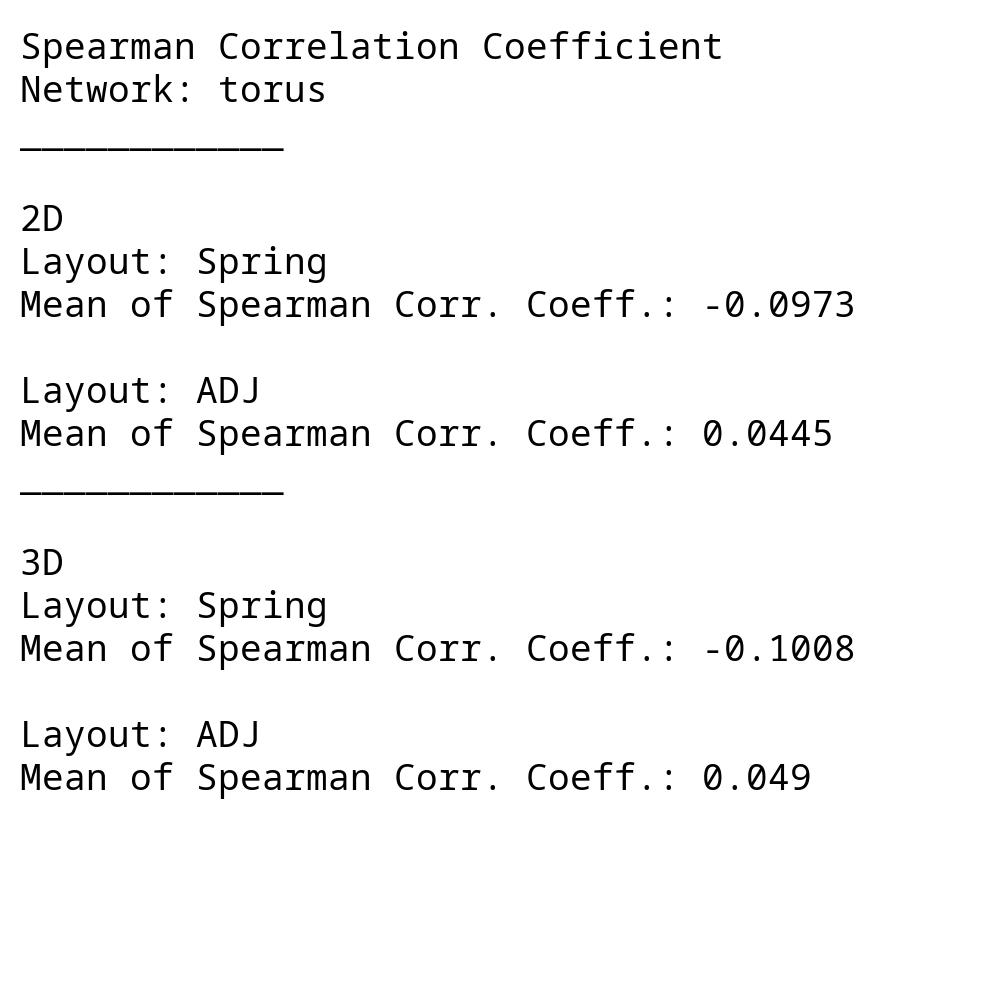 Spearman Correlation Coefficient
Network: torus
____________
2D
Layout: Spring
Mean of Spearman Corr. Coeff.: -0.0973
Layout: ADJ
Mean of Spearman Corr. Coeff.: 0.0445
____________
3D
Layout: Spring
Mean of Spearman Corr. Coeff.: -0.1008
Layout: ADJ
Mean of Spearman Corr. Coeff.: 0.049